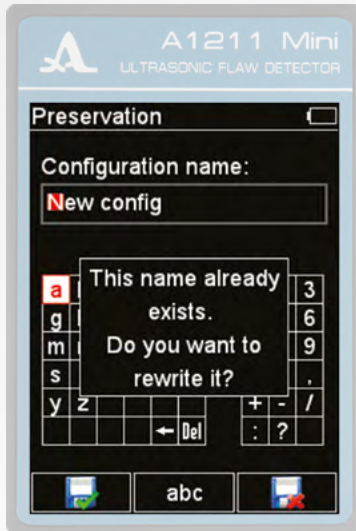 A1211 Mini
ULTRASONIC FLAW DETECTOR
Preservation
Configuration name:
New config
This name already
exists.
Do you want to
rewrite it?
a 3
g 6
m 9
s ,
y z + - /
← Del : ?
abc